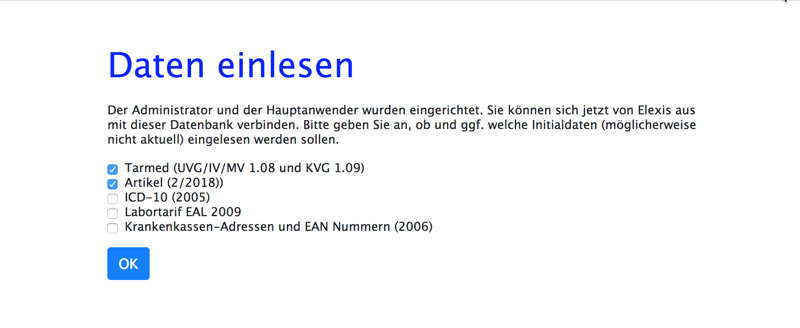 Daten einlesen
Der Administrator und der Hauptanwender wurden eingerichtet. Sie können sich jetzt von Elexis aus
mit dieser Datenbank verbinden. Bitte geben Sie an, ob und ggf. welche Initialdaten (möglicherweise
nicht aktuell) eingelesen werden sollen.
Tarmed (UVG/IV/MV 1.08 und KVG 1.09)
Artikel (2/2018))
ICD-10 (2005)
Labortarif EAL 2009
Krankenkassen-Adressen und EAN Nummern (2006)
OK